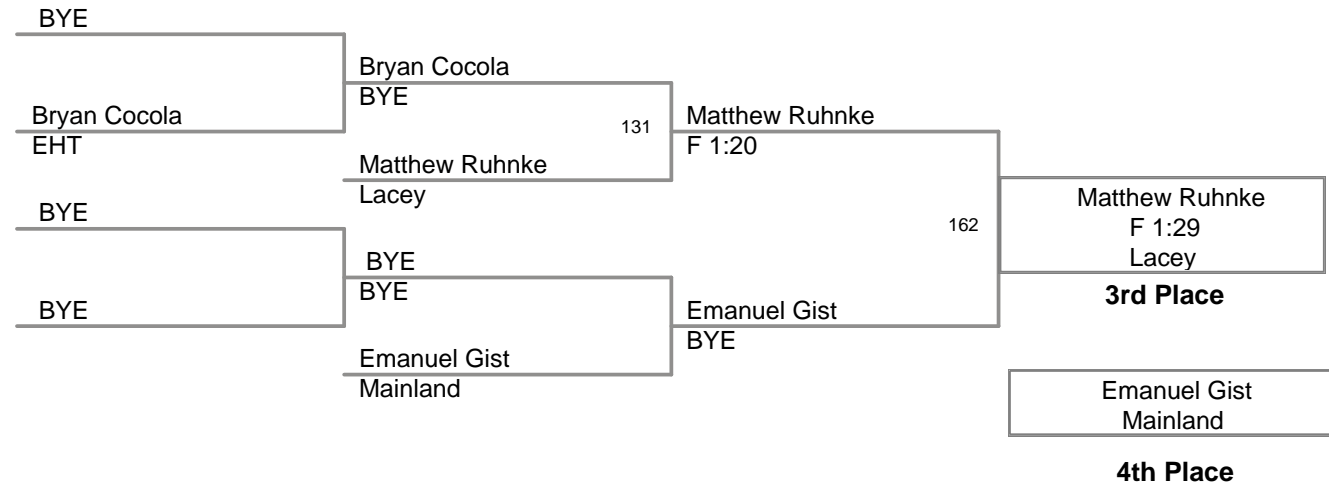 BYE
Bryan Cocola
EHT
BYE
BYE
Bryan Cocola
BYE
Matthew Ruhnke
Lacey
131
BYE
BYE
Emanuel Gist
Mainland
Matthew Ruhnke
F 1:20
Emanuel Gist
BYE
162
Matthew Ruhnke
F 1:29
Lacey
3rd Place
Emanuel Gist
Mainland
4th Place